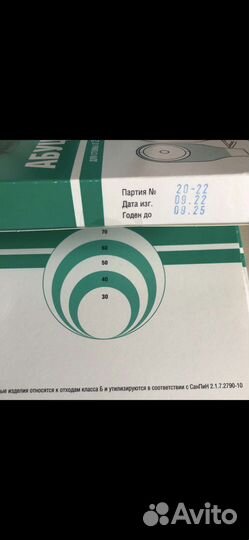 АБУЦ
Партия № 20-22
Дата изг. 09.22
Годен до 09.25
70
60
50
40
30
ые изделия относятся к отходам класса Б и утилизируются в соответствии с СанПиН 2.1.7.2790-10
Avito